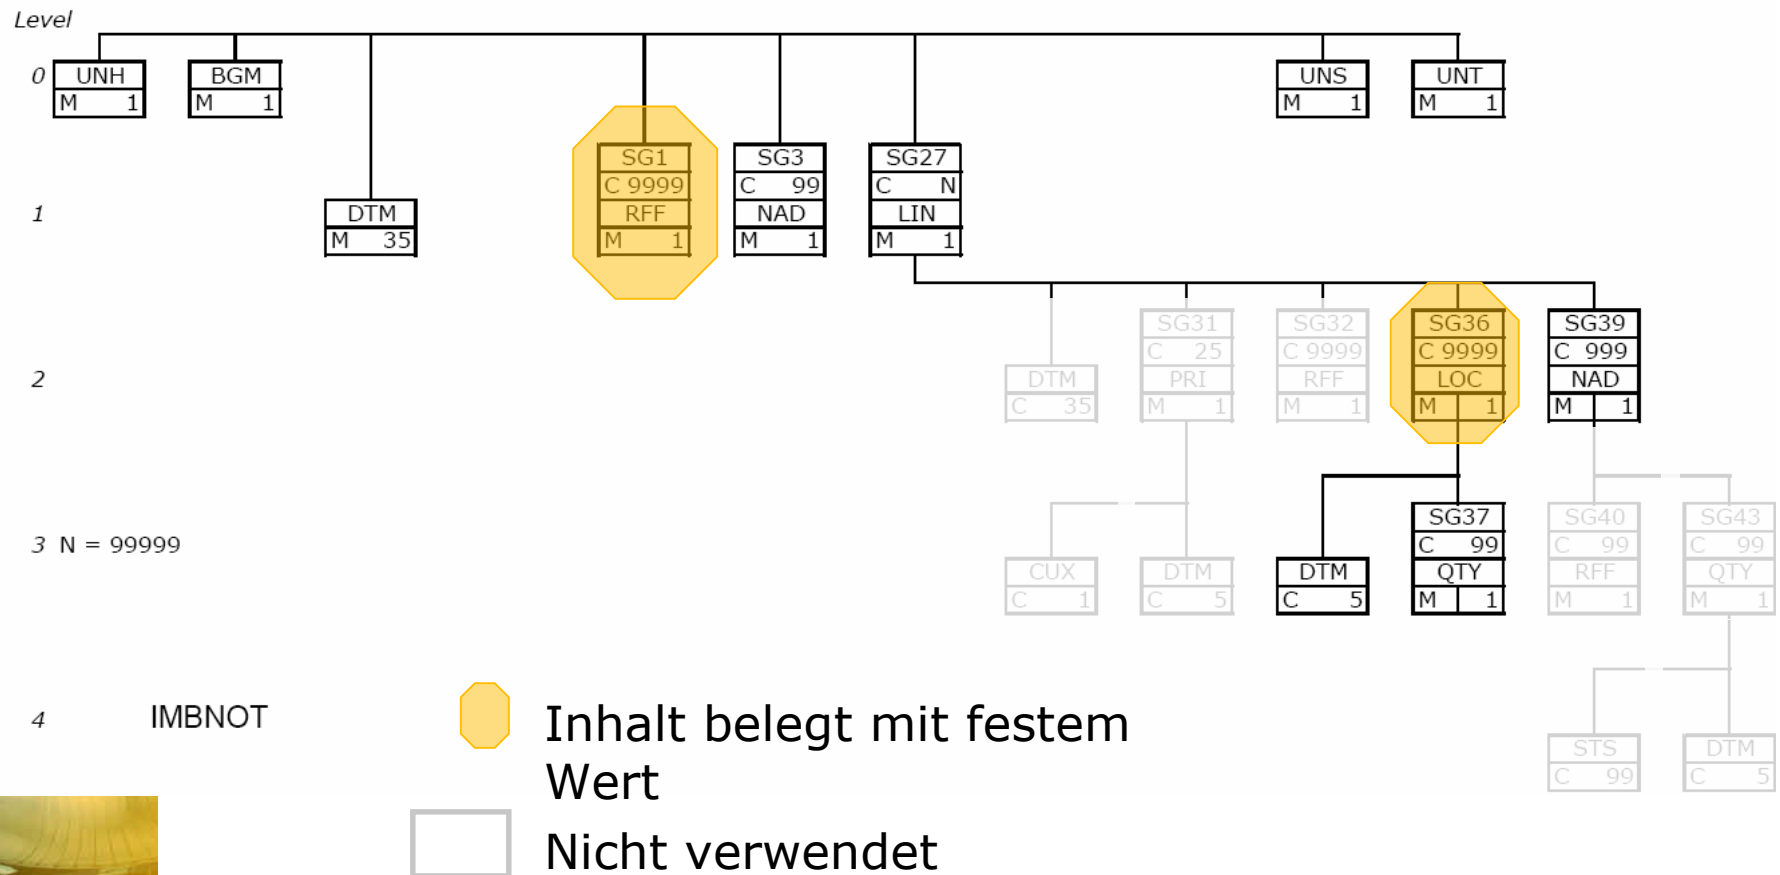 Level
0 UNH BGM UNS UNT
M 1 M 1 M 1 M 1
SG1 SG3 SG27
C 9999 C 99 C N
1 DTM RFF NAD LIN
M 35 M 1 M 1 M 1
SG31 SG32 SG36 SG39
C 25 C 9999 C 9999 C 999
2 DTM PRI RFF LOC NAD
C 35 M 1 M 1 M 1 M 1
SG37 SG40 SG43
3 N = 99999 C 99 C 99 C 99
CUX DTM DTM QTY RFF QTY
C 1 C 5 C 5 M 1 M 1 M 1
4 IMBNOT Inhalt belegt mit festem
Wert
STS DTM
C 99 C 5
Nicht verwendet